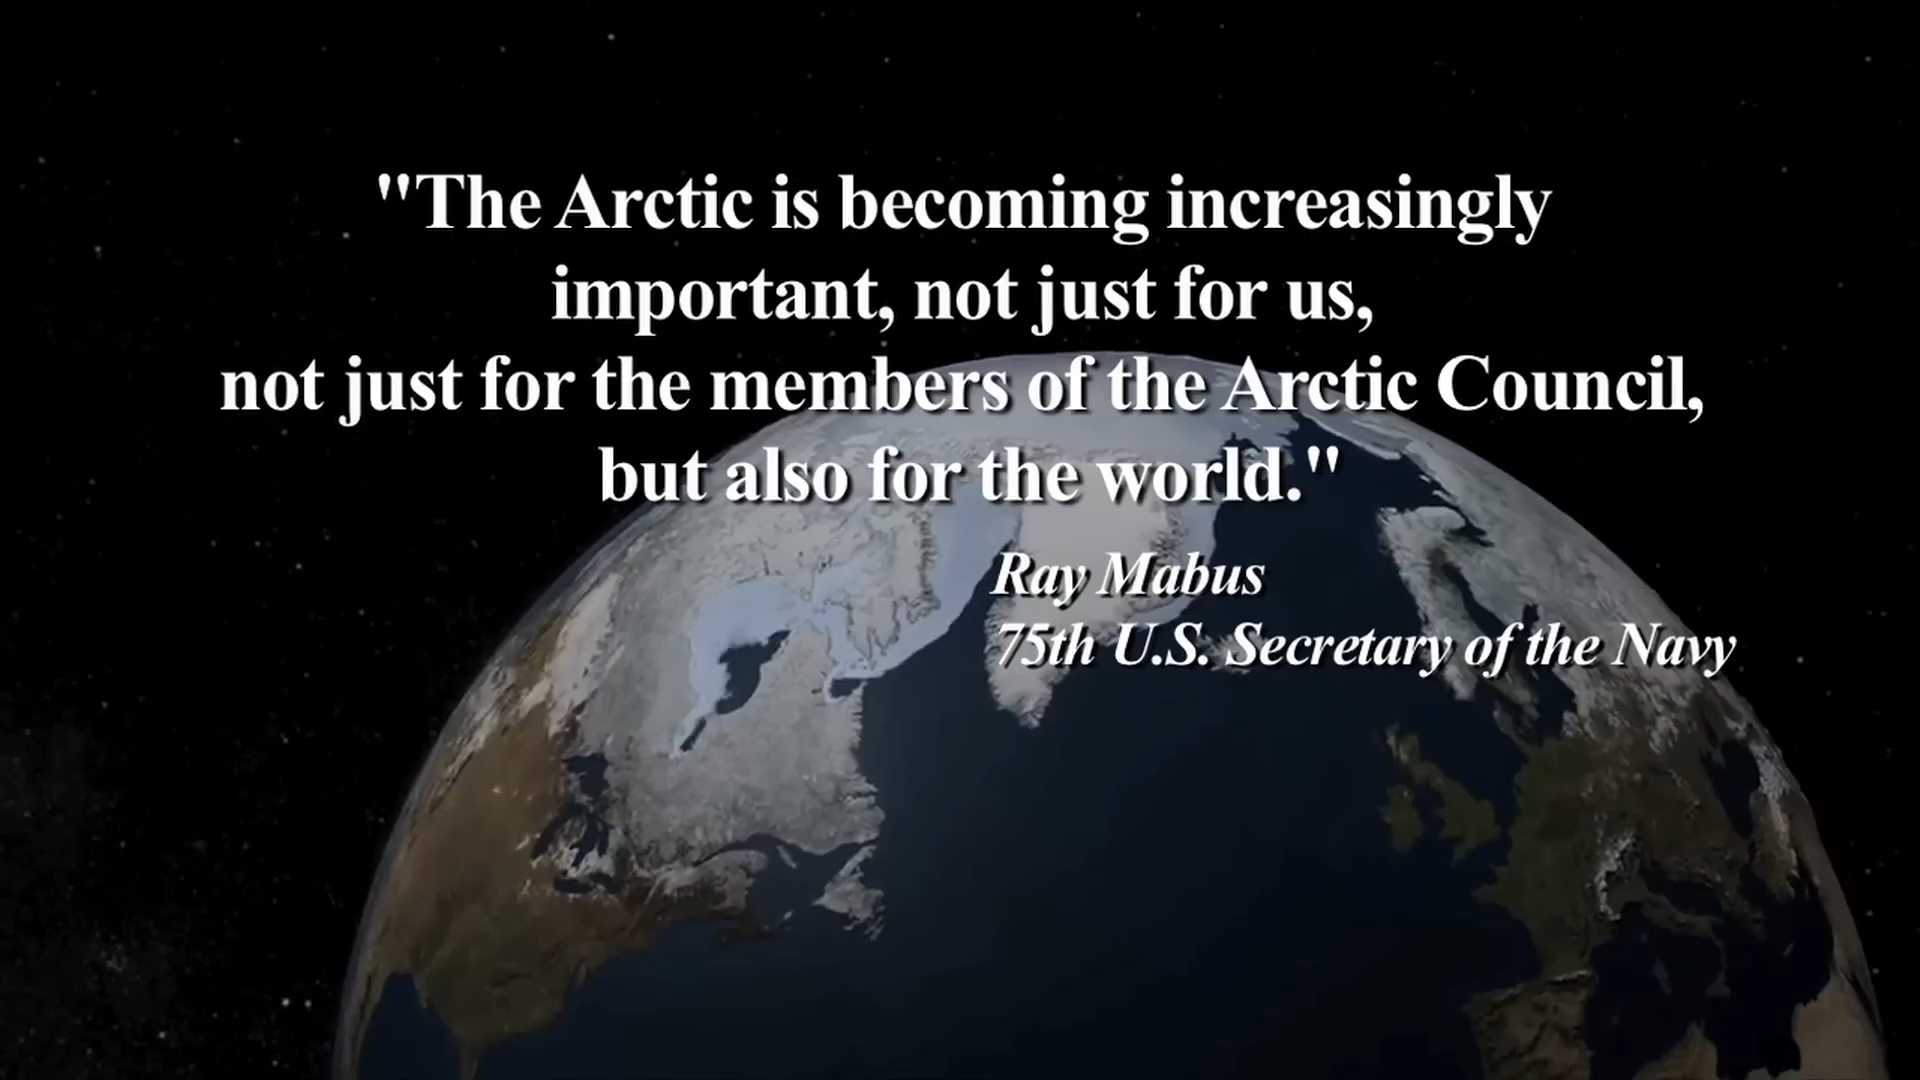 "The Arctic is becoming increasingly
important, not just for us,
not just for the members of the Arctic Council,
but also for the world."
Ray Mabus
75th U.S. Secretary of the Navy